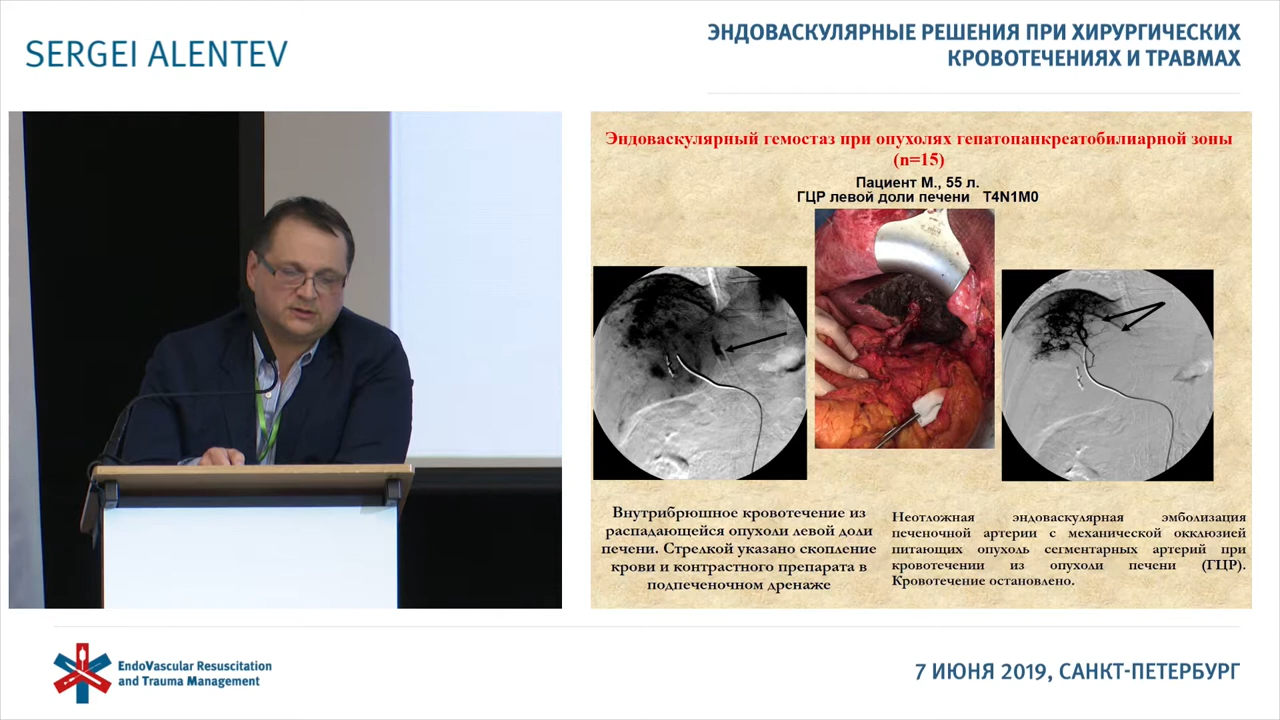 SERGEI ALENTEV
ЭНДОВАСКУЛЯРНЫЕ РЕШЕНИЯ ПРИ ХИРУРГИЧЕСКИХ
КРОВОТЕЧЕНИЯХ И ТРАВМАХ
Эндоваскулярный гемостаз при опухолях гепатопанкреатобилиарной зоны
(n=15)
Пациент М., 55 л.
ГЦР левой доли печени T4N1M0
Внутрибрюшное кровотечение из
распадающейся опухоли левой доли
печени. Стрелкой указано скопление
крови и контрастного препарата в
подпеченочном дренаже
Неотложная эндоваскулярная эмболизация
печеночной артерии с механической окклюзией
питающих опухоль сегментарных артерий при
кровотечении из опухоли печени (ГЦР).
Кровотечение остановлено.
EndoVascular Resuscitation
and Trauma Management
7 ИЮНЯ 2019, САНКТ-ПЕТЕРБУРГ